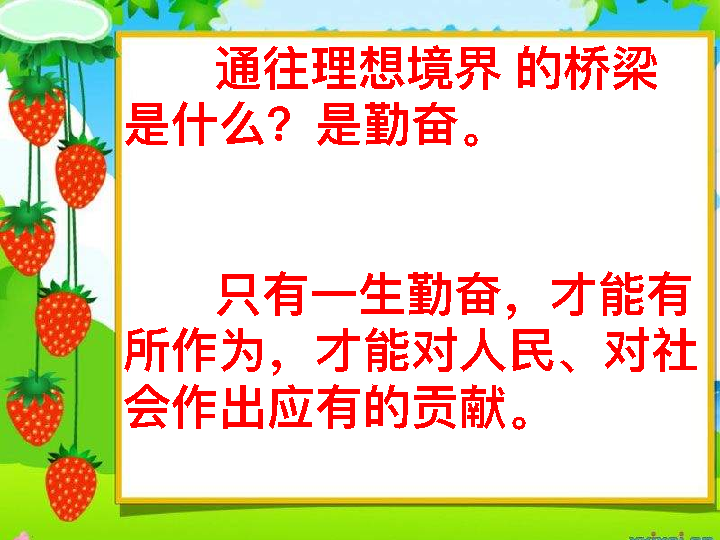 通往理想境界 的桥梁
是什么？是勤奋。
只有一生勤奋，才能有
所作为，才能对人民、对社
会作出应有的贡献。